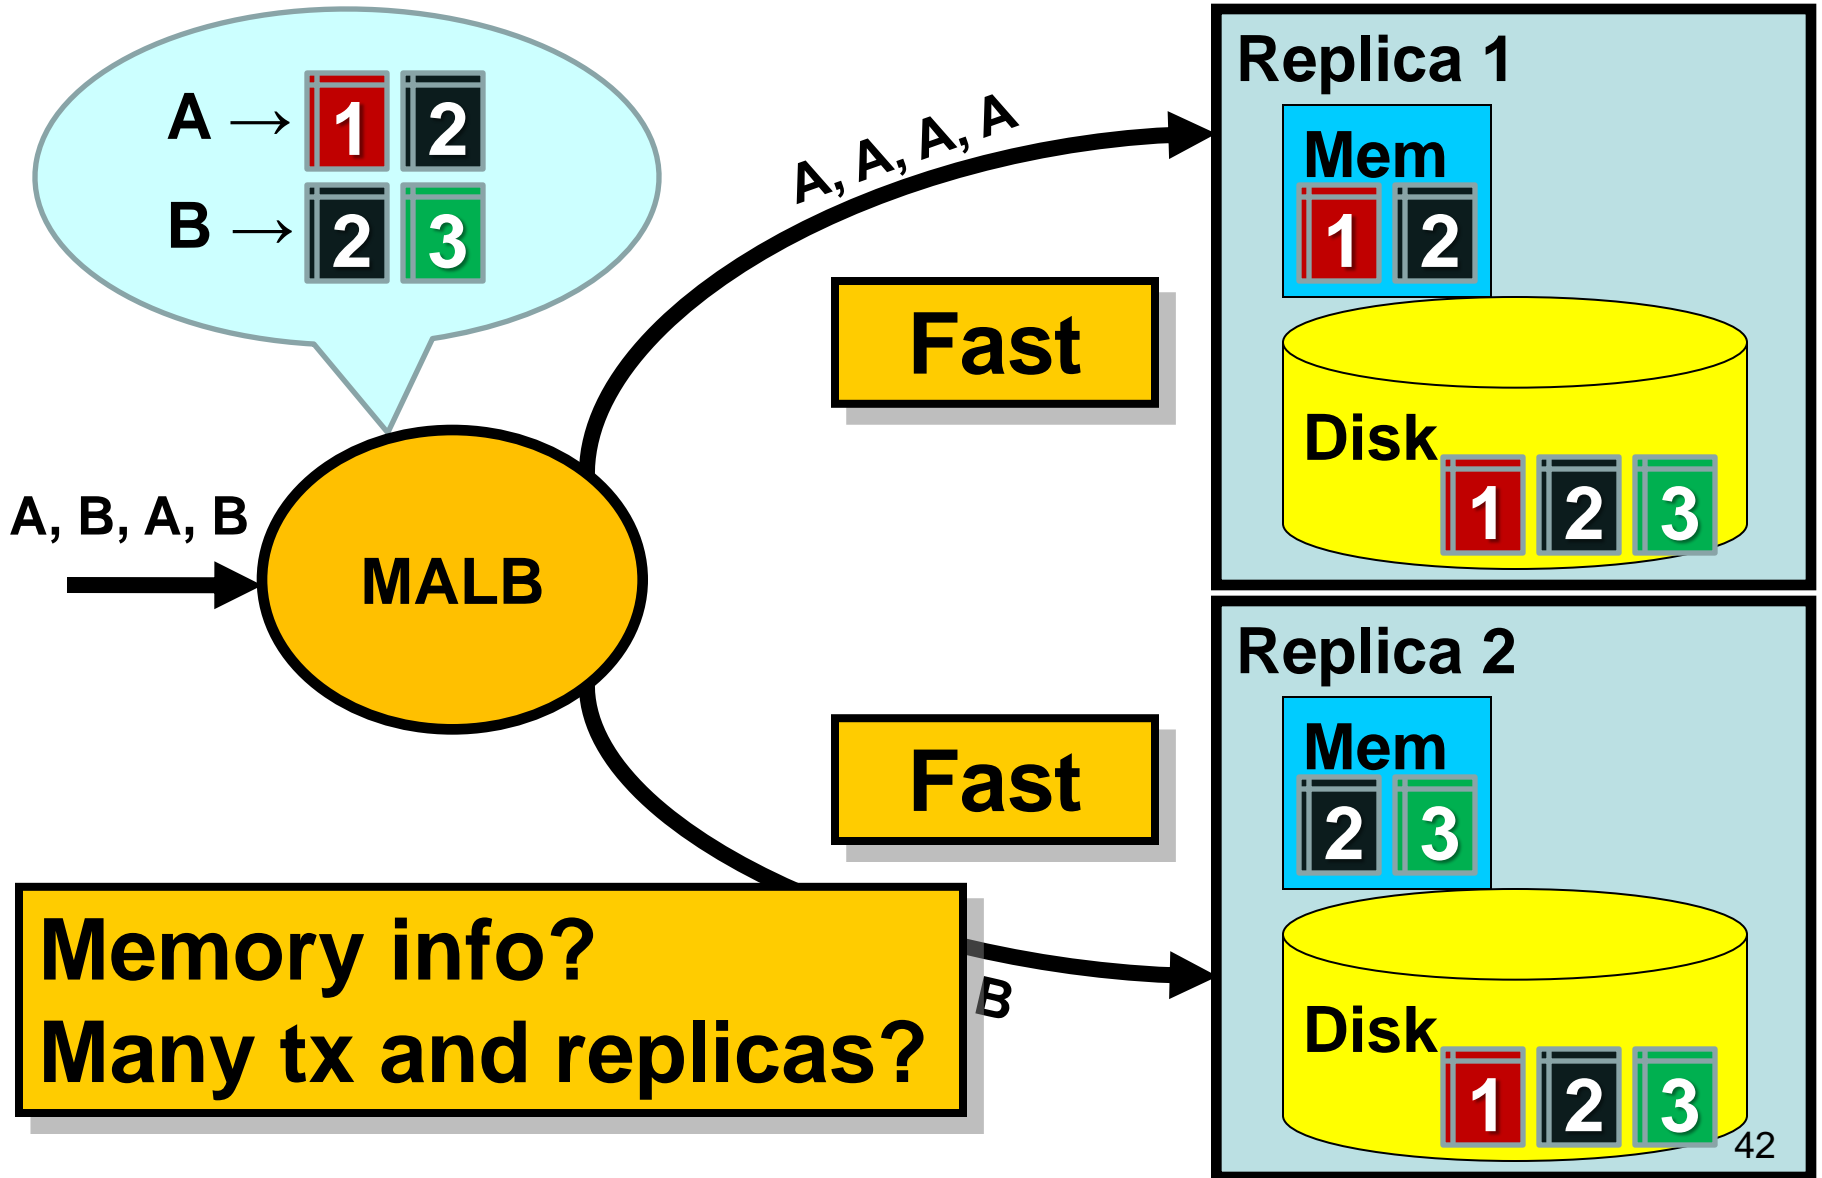 A → 1 2
B → 2 3
A, B, A, B
MALB
A, A, A, A
Fast
Fast
B
Memory info?
Many tx and replicas?
Replica 1
Mem
1 2
Disk
1 2 3
Replica 2
Mem
2 3
Disk
1 2 3
42